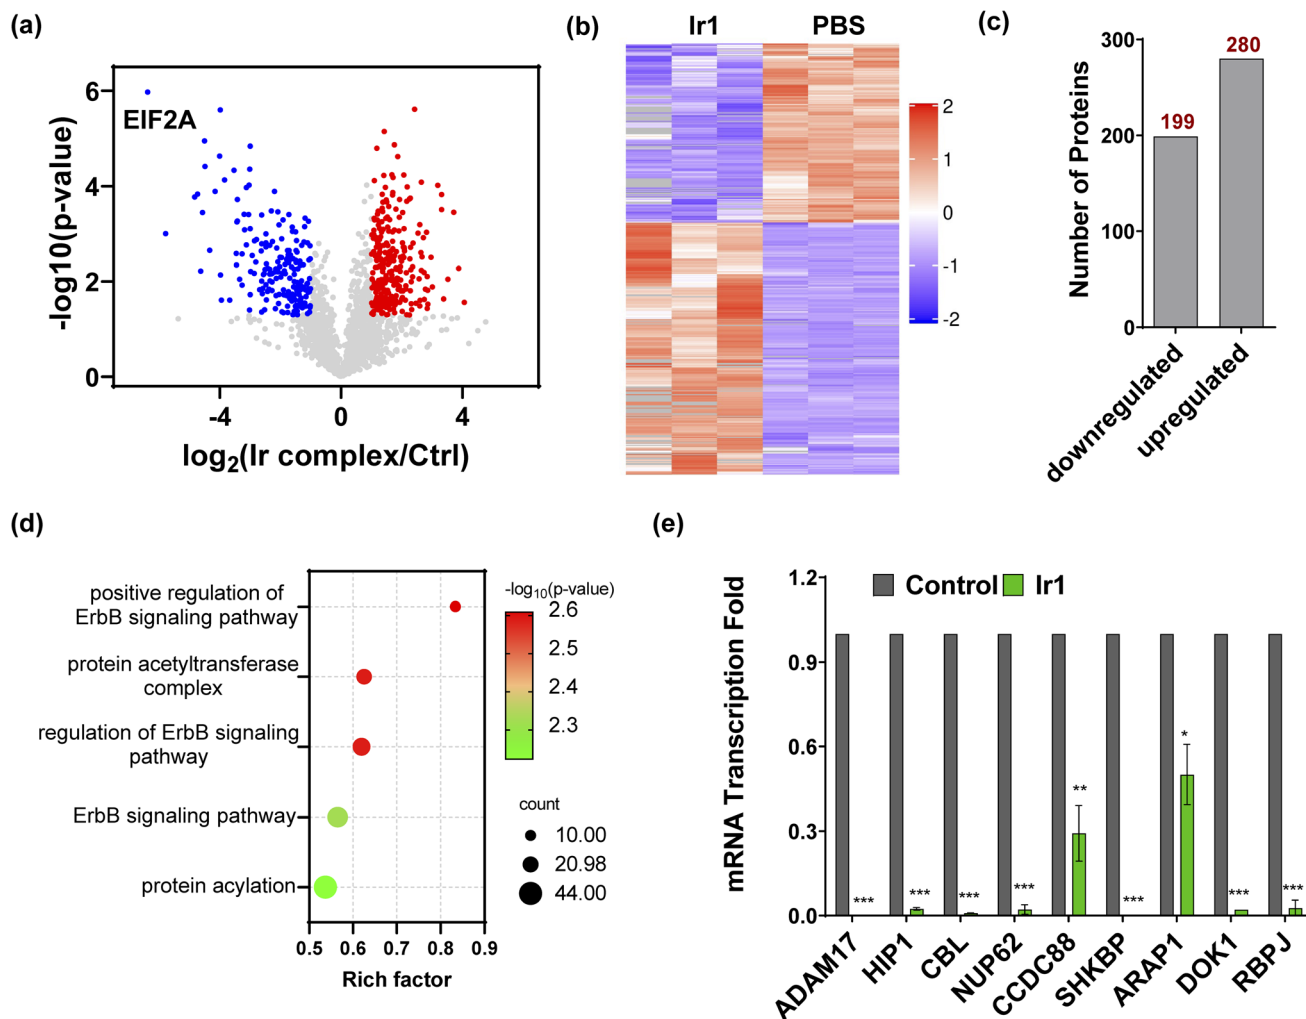 (a)
EIF2A
6
4
2
0
-4
0
4
-log10(p-value)
log2(Ir complex/Ctrl)
(b)
Ir1
PBS
2
1
0
-1
-2
(c)
280
199
300
200
100
0
Number of Proteins
downregulated
upregulated
(d)
positive regulation of
ErbB signaling pathway
protein acetyltransferase
complex
regulation of ErbB signaling
pathway
ErbB signaling pathway
protein acylation
0.5
0.6
0.7
0.8
0.9
Rich factor
-log10(p-value)
2.6
2.5
2.4
2.3
count
10.00
20.98
44.00
(e)
Control
Ir1
1.2
0.9
0.6
0.3
0.0
mRNA Transcription Fold
***
***
***
***
**
***
*
***
***
ADAM17
HIP1
CBL
NUP62
CCDC88
SHKBP
ARAP1
DOK1
RBPJ